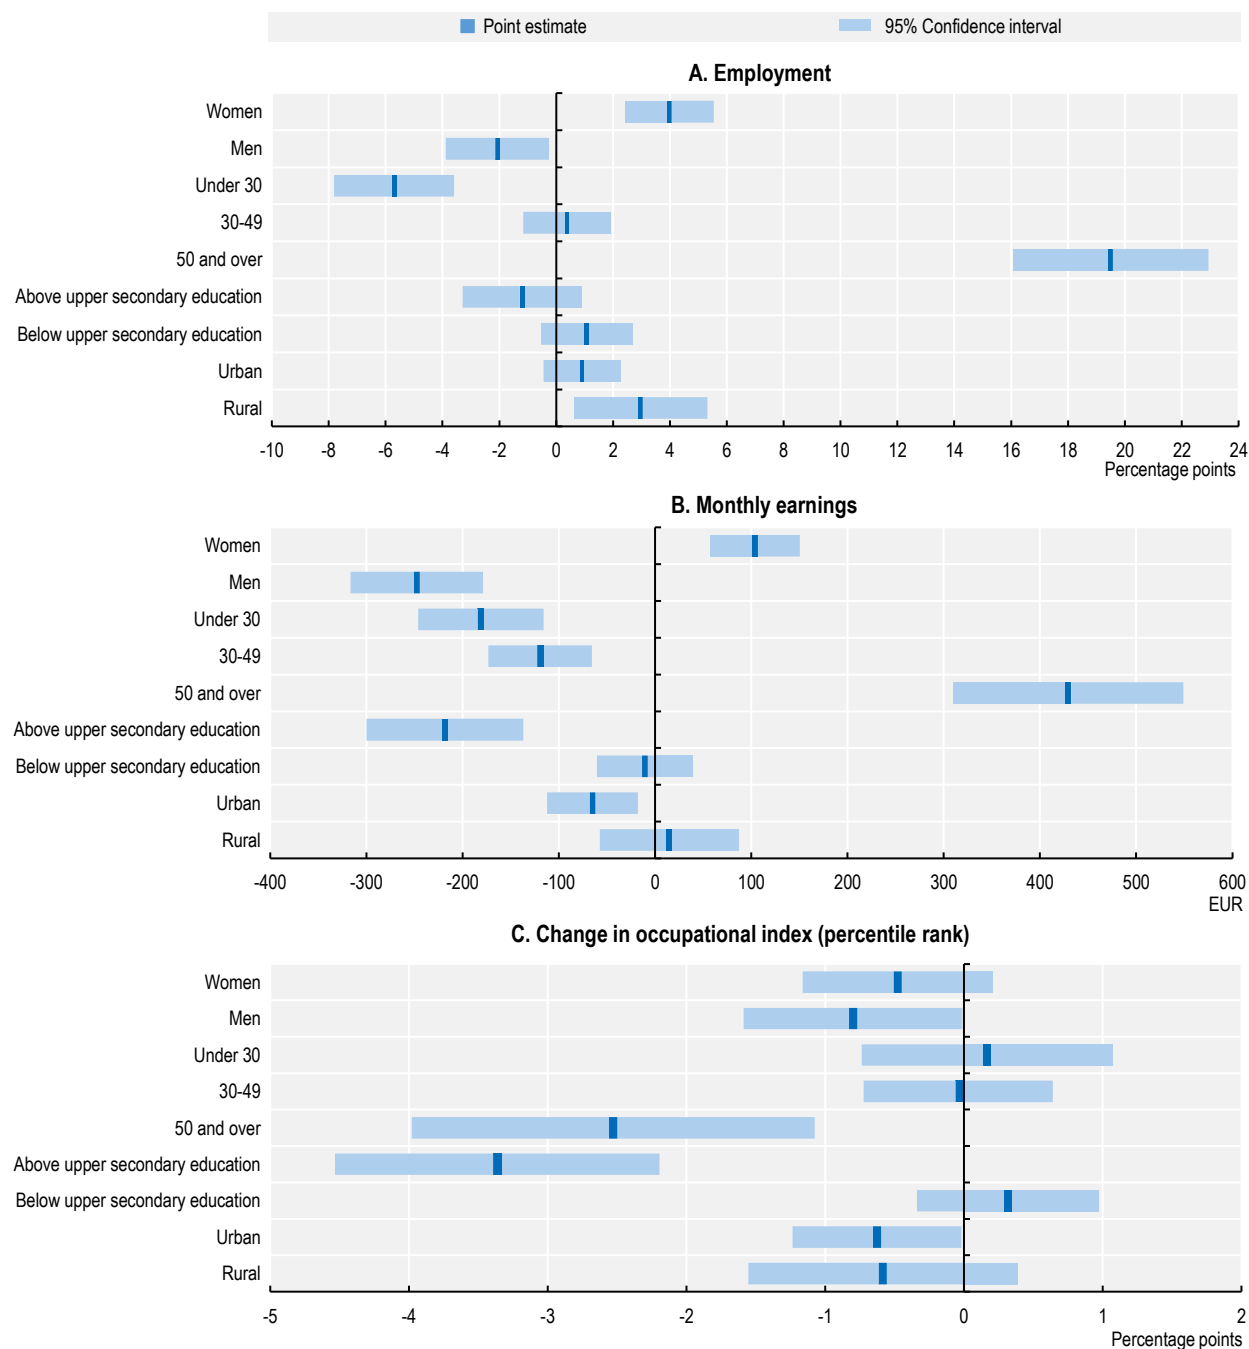 Point estimate 95% Confidence interval
A. Employment
Women
Men
Under 30
30-49
50 and over
Above upper secondary education
Below upper secondary education
Urban
Rural
-10 -8 -6 -4 -2 0 2 4 6 8 10 12 14 16 18 20 22 24
Percentage points
B. Monthly earnings
Women
Men
Under 30
30-49
50 and over
Above upper secondary education
Below upper secondary education
Urban
Rural
-400 -300 -200 -100 0 100 200 300 400 500 600
EUR
C. Change in occupational index (percentile rank)
Women
Men
Under 30
30-49
50 and over
Above upper secondary education
Below upper secondary education
Urban
Rural
-5 -4 -3 -2 -1 0 1 2
Percentage points